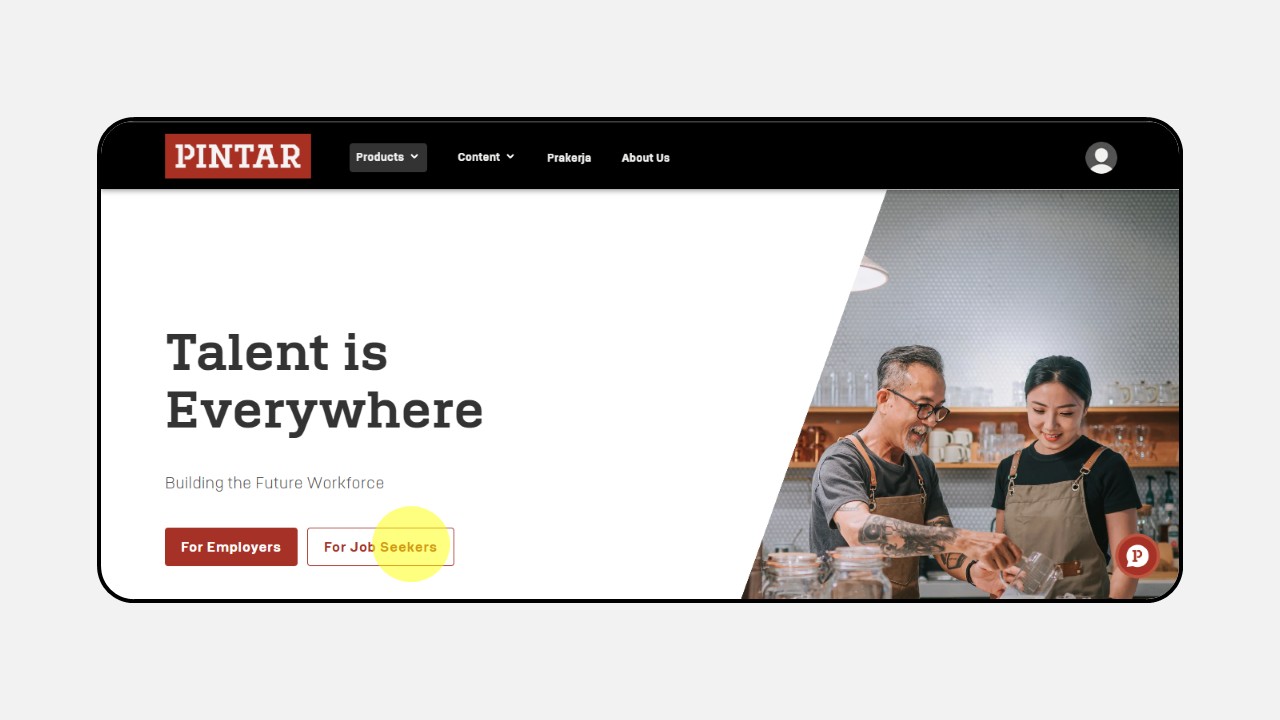 PINTAR
Products
Content
Prakerja
About Us
Talent is
Everywhere
Building the Future Workforce
For Employers
For Job Seekers
P